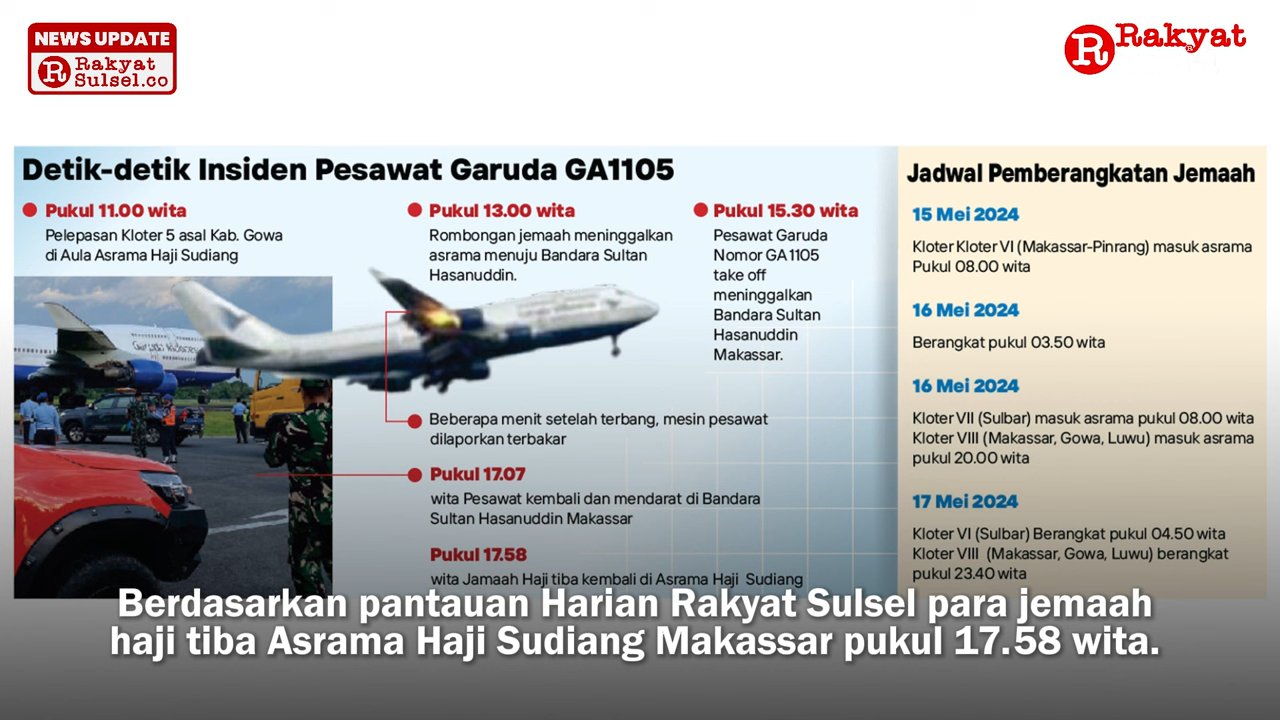 NEWS UPDATE
R Rakyat
Sulsel.co
R Rakyat
Detik-detik Insiden Pesawat Garuda GA1105
Pukul 11.00 wita
Pelepasan Kloter 5 asal Kab. Gowa
di Aula Asrama Haji Sudiang
Pukul 13.00 wita
Rombongan jemaah meninggalkan
asrama menuju Bandara Sultan
Hasanuddin.
Pukul 15.30 wita
Pesawat Garuda
Nomor GA 1105
take off
meninggalkan
Bandara Sultan
Hasanuddin
Makassar.
Garuda Indonesia
Beberapa menit setelah terbang, mesin pesawat
dilaporkan terbakar
Pukul 17.07
wita Pesawat kembali dan mendarat di Bandara
Sultan Hasanuddin Makassar
Pukul 17.58
wita Jamaah Haji tiba kembali di Asrama Haji Sudiang
Jadwal Pemberangkatan Jemaah
15 Mei 2024
Kloter Kloter VI (Makassar-Pinrang) masuk asrama
Pukul 08.00 wita
16 Mei 2024
Berangkat pukul 03.50 wita
16 Mei 2024
Kloter VII (Sulbar) masuk asrama pukul 08.00 wita
Kloter VIII (Makassar, Gowa, Luwu) masuk asrama
pukul 20.00 wita
17 Mei 2024
Kloter VI (Sulbar) Berangkat pukul 04.50 wita
Kloter VIII (Makassar, Gowa, Luwu) berangkat
pukul 23.40 wita
Berdasarkan pantauan Harian Rakyat Sulsel para jemaah
haji tiba Asrama Haji Sudiang Makassar pukul 17.58 wita.